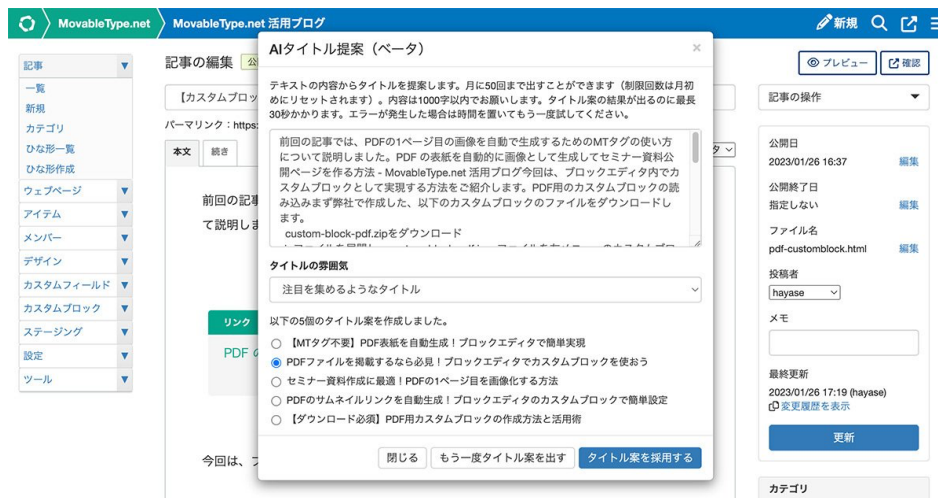 MovableType.net
MovableType.net 活用ブログ
新規
記事
一覧
新規
カテゴリ
ひな形一覧
ひな形作成
ウェブページ
アイテム
メンバー
デザイン
カスタムフィールド
カスタムブロック
ステージング
設定
ツール
記事の編集
【カスタムブロッ
パーマリンク：https:
本文
続き
前回の記事
て説明しま
リンク
PDF
今回は、
AIタイトル提案（ベータ）
×
テキストの内容からタイトルを提案します。月に50回まで出すことができます（制限回数は月初
めにリセットされます）。内容は1000字以内でお願いします。タイトル案の結果が出るのに最長
30秒かかります。エラーが発生した場合は時間を置いてもう一度試してください。
前回の記事では、PDFの1ページ目の画像を自動で生成するためのMTタグの使い方
について説明しました。PDF の表紙を自動的に画像として生成してセミナー資料公
開ページを作る方法 - MovableType.net 活用ブログ今回は、ブロックエディタ内でカ
スタムブロックとして実現する方法をご紹介します。PDF用のカスタムブロックの読
み込みまず弊社で作成した、以下のカスタムブロックのファイルをダウンロードし
ます。
custom-block-pdf.zipをダウンロード
タイトルの雰囲気
注目を集めるようなタイトル
以下の5個のタイトル案を作成しました。
【MTタグ不要】PDF表紙を自動生成！ブロックエディタで簡単実現
PDFファイルを掲載するなら必見！ブロックエディタでカスタムブロックを使おう
セミナー資料作成に最適！PDFの1ページ目を画像化する方法
PDFのサムネイルリンクを自動生成！ブロックエディタのカスタムブロックで簡単設定
【ダウンロード必須】PDF用カスタムブロックの作成方法と活用術
閉じる
もう一度タイトル案を出す
タイトル案を採用する
プレビュー
確認
記事の操作
公開日
2023/01/26 16:37
編集
公開終了日
指定しない
編集
ファイル名
pdf-customblock.html
編集
投稿者
hayase
メモ
最終更新
2023/01/26 17:19 (hayase)
変更履歴を表示
更新
カテゴリ